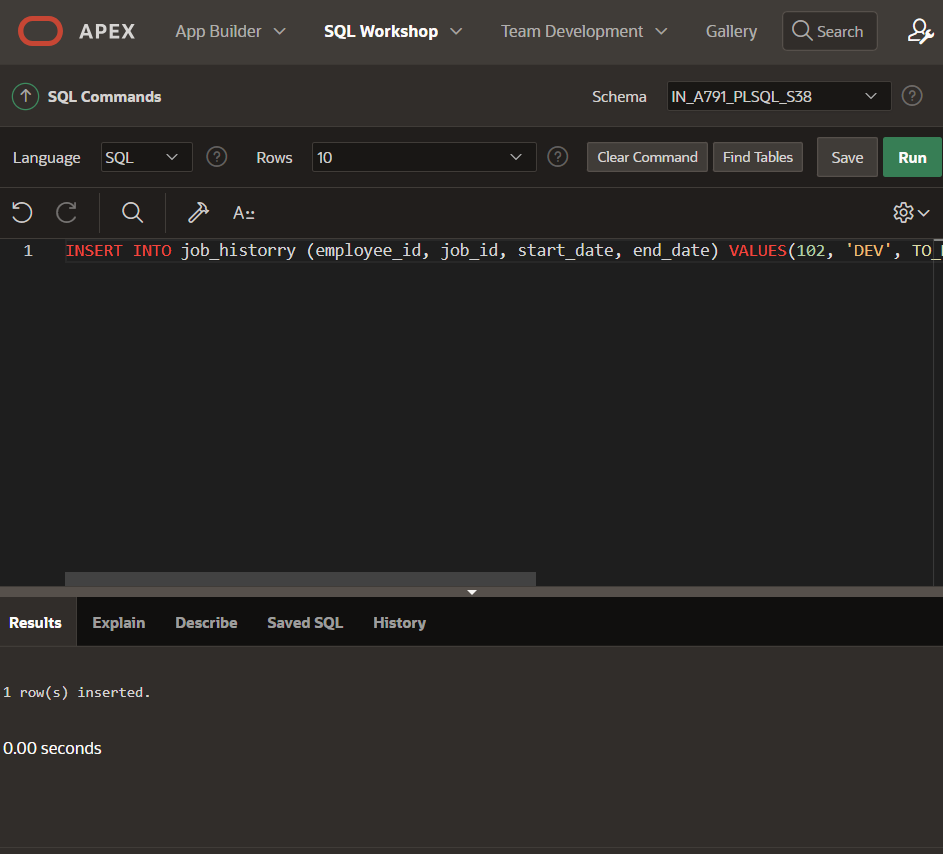 APEX App Builder SQL Workshop Team Development Gallery Search
SQL Commands Schema IN_A791_PLSQL_S38 ?
Language SQL ? Rows 10 ? Clear Command Find Tables Save Run
A::
1 INSERT INTO job_historry (employee_id, job_id, start_date, end_date) VALUES(102, 'DEV', TO_
Results Explain Describe Saved SQL History
1 row(s) inserted.
0.00 seconds